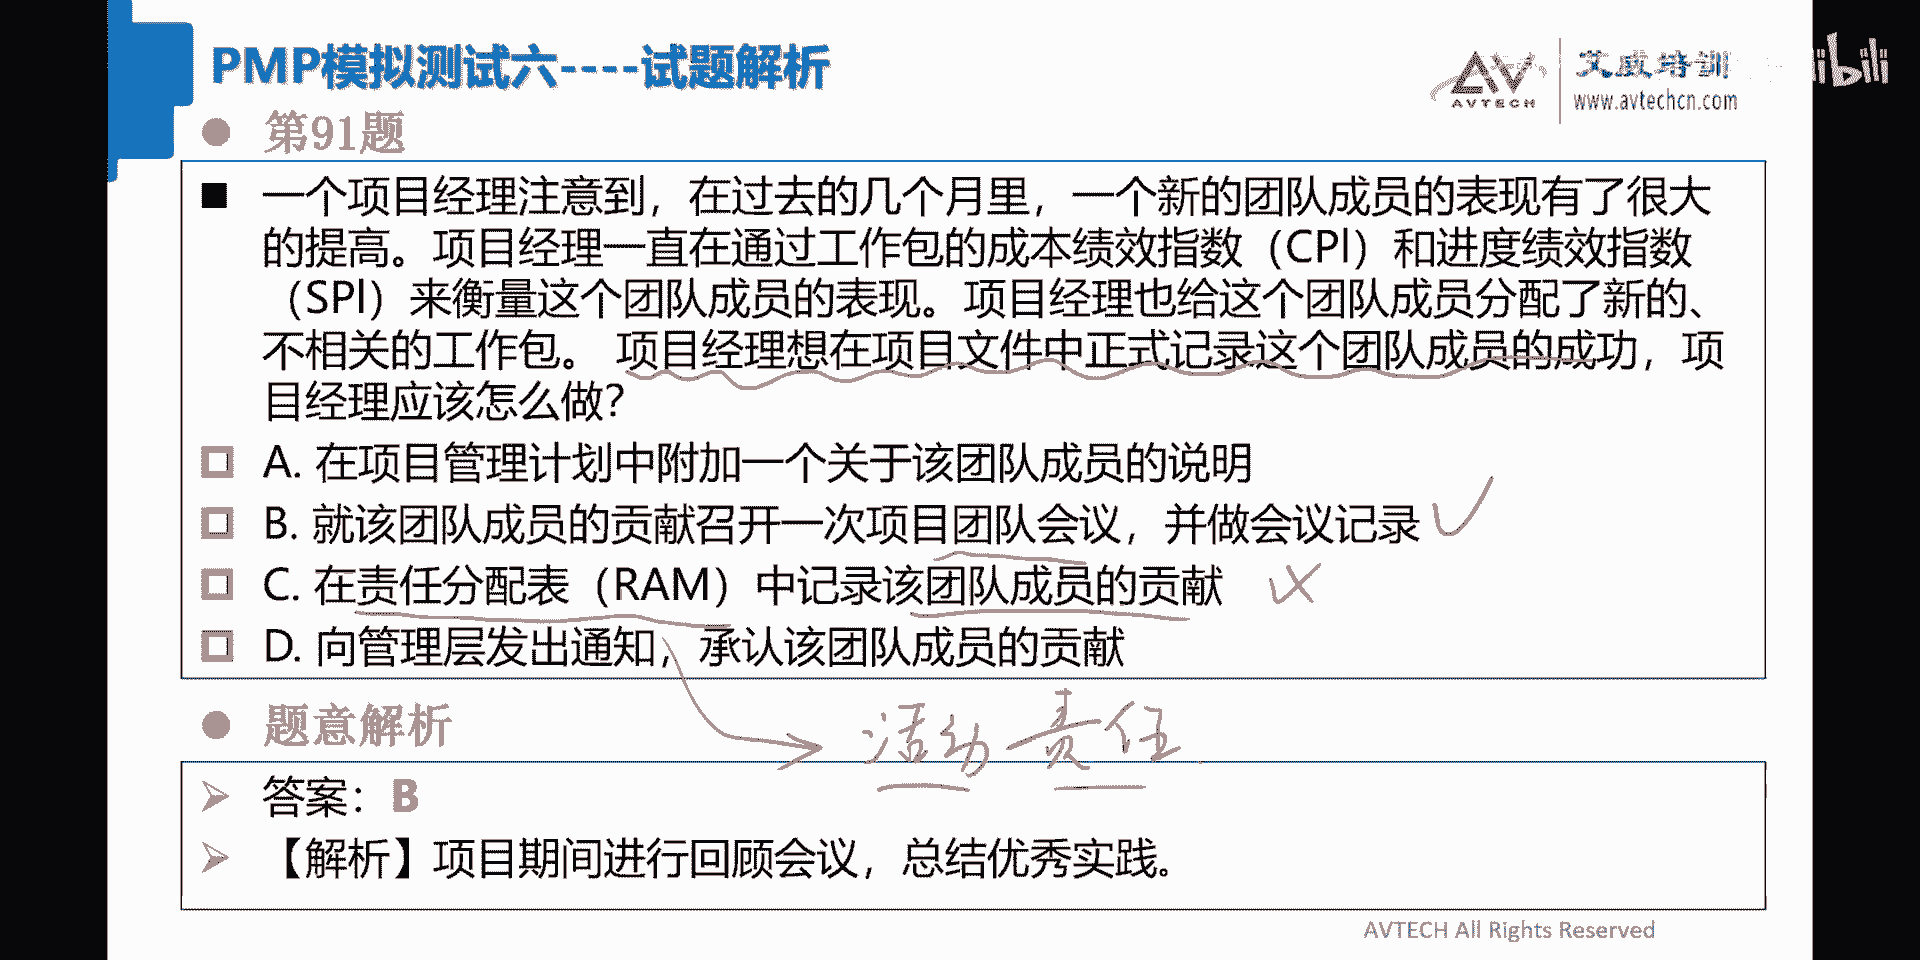 PMP模拟测试六----试题解析
AVTECH
艾威培训
www.avtechcn.com
第91题
一个项目经理注意到，在过去的几个月里，一个新的团队成员的表现有了很大
的提高。项目经理一直在通过工作包的成本绩效指数（CPI）和进度绩效指数
（SPI）来衡量这个团队成员的表现。项目经理也给这个团队成员分配了新的、
不相关的工作包。 项目经理想在项目文件中正式记录这个团队成员的成功，项
目经理应该怎么做？
A. 在项目管理计划中附加一个关于该团队成员的说明
B. 就该团队成员的贡献召开一次项目团队会议，并做会议记录
C. 在责任分配表（RAM）中记录该团队成员的贡献
D. 向管理层发出通知，承认该团队成员的贡献
活动 责任
题意解析
答案：B
【解析】项目期间进行回顾会议，总结优秀实践。
AVTECH All Rights Reserved